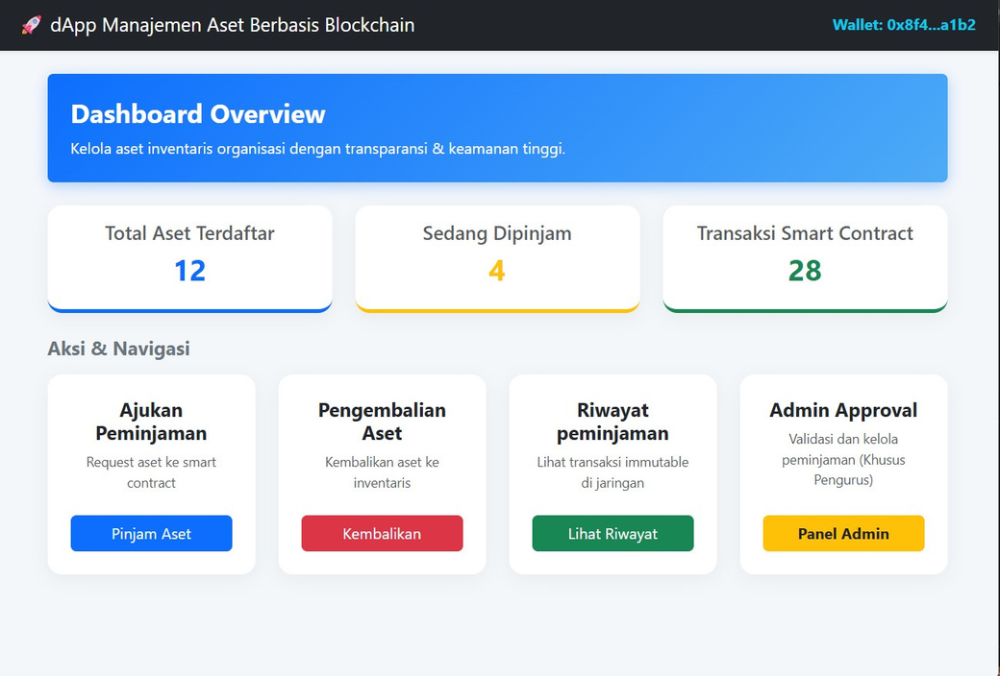 🚀 dApp Manajemen Aset Berbasis Blockchain
Wallet: 0x8f4...a1b2
Dashboard Overview
Kelola aset inventaris organisasi dengan transparansi & keamanan tinggi.
Total Aset Terdaftar
12
Sedang Dipinjam
4
Transaksi Smart Contract
28
Aksi & Navigasi
Ajukan
Peminjaman
Request aset ke smart
contract
Pinjam Aset
Pengembalian
Aset
Kembalikan aset ke
inventaris
Kembalikan
Riwayat
peminjaman
Lihat transaksi immutable
di jaringan
Lihat Riwayat
Admin Approval
Validasi dan kelola
peminjaman (Khusus
Pengurus)
Panel Admin